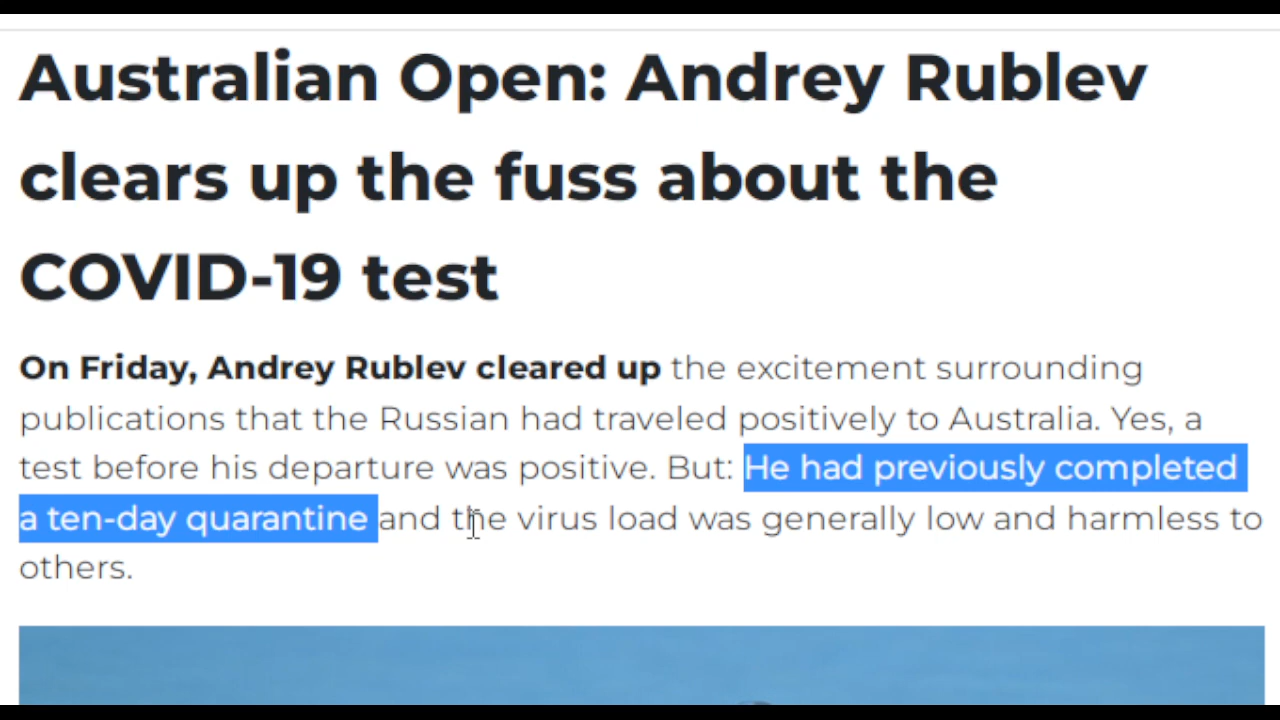 Australian Open: Andrey Rublev
clears up the fuss about the
COVID-19 test
On Friday, Andrey Rublev cleared up the excitement surrounding
publications that the Russian had traveled positively to Australia. Yes, a
test before his departure was positive. But: He had previously completed
a ten-day quarantine and the virus load was generally low and harmless to
others.